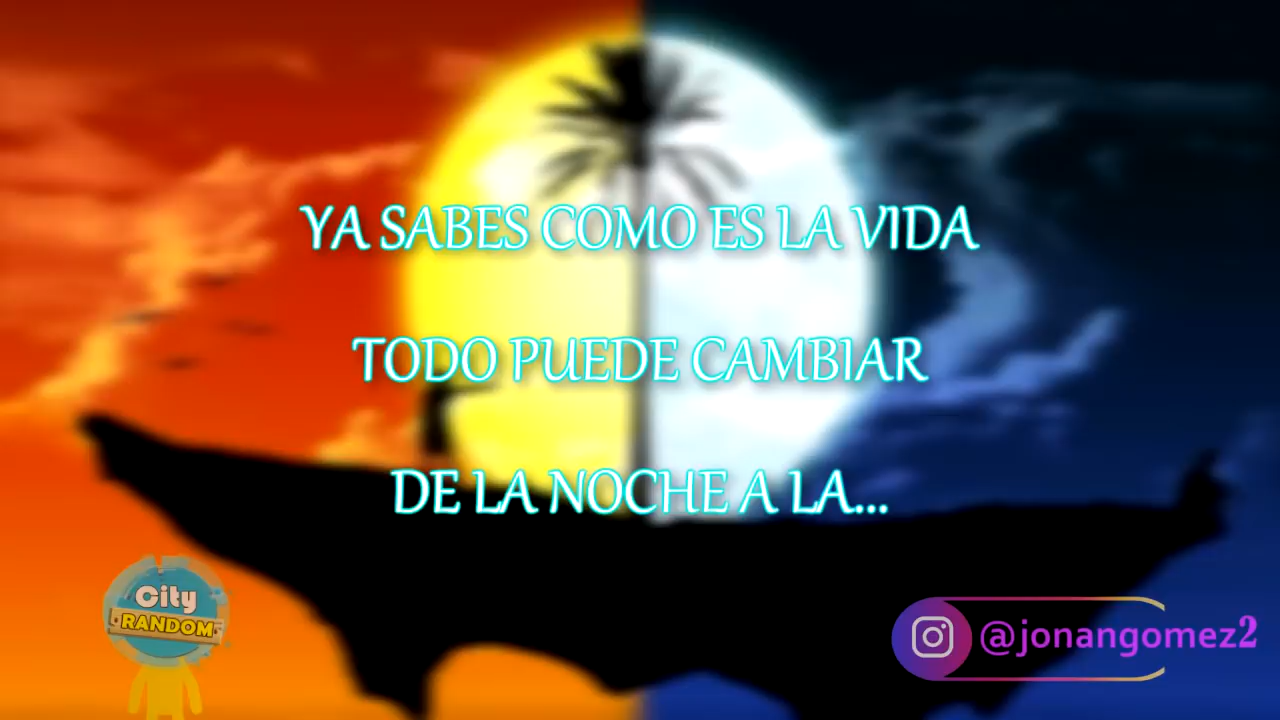 YA SABES COMO ES LA VIDA
TODO PUEDE CAMBIAR
DE LA NOCHE A LA...
City
RANDOM
@jonangomez2